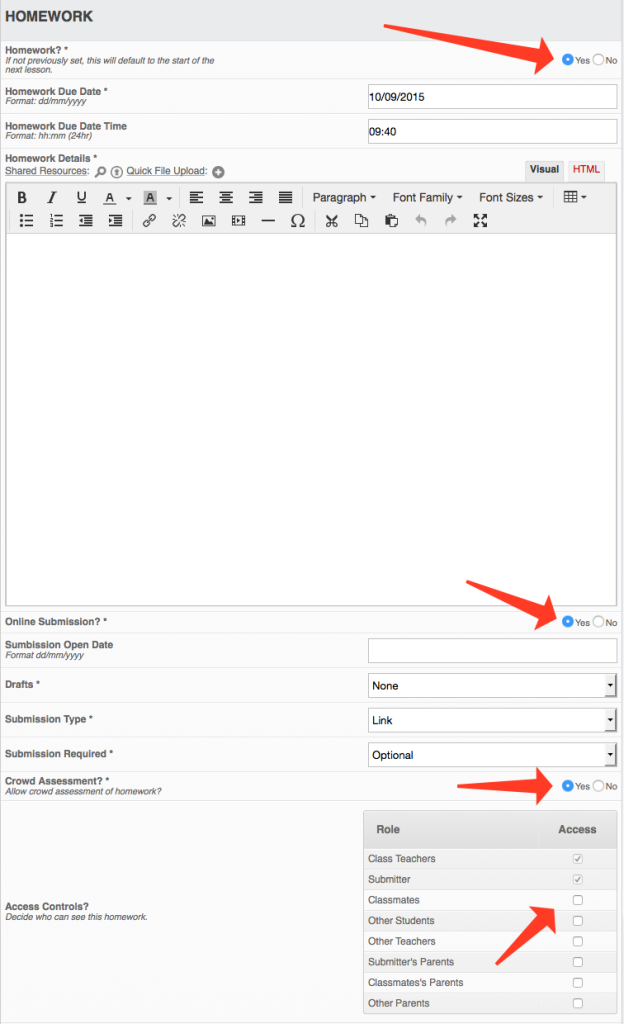 HOMEWORK
Homework? *
If not previously set, this will default to the start of the
next lesson.
Yes No
Homework Due Date *
Format: dd/mm/yyyy
10/09/2015
Homework Due Date Time
Format: hh:mm (24hr)
09:40
Homework Details *
Shared Resources: Quick File Upload:
Visual HTML
B I U A A Paragraph Font Family Font Sizes
Ω
Online Submission? *
Yes No
Sumbission Open Date
Format dd/mm/yyyy
Drafts *
None
Submission Type *
Link
Submission Required *
Optional
Crowd Assessment? *
Allow crowd assessment of homework?
Yes No
Access Controls?
Decide who can see this homework.
Role Access
Class Teachers
Submitter
Classmates
Other Students
Other Teachers
Submitter's Parents
Classmates's Parents
Other Parents